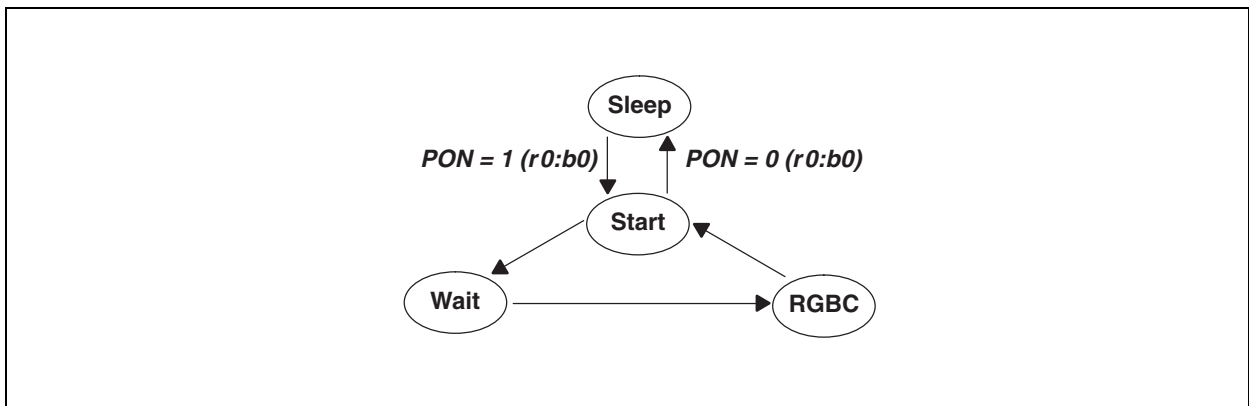 Sleep
PON = 1 (r0:b0)
PON = 0 (r0:b0)
Start
Wait
RGBC